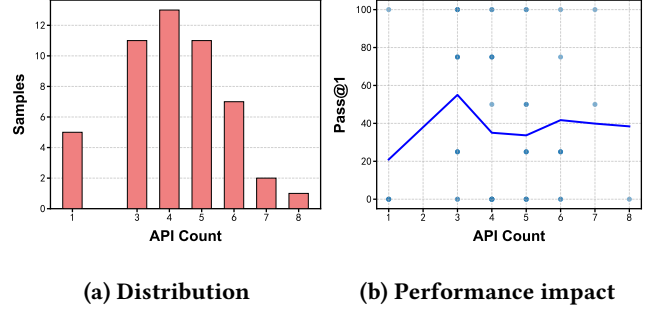 12
10
8
6
4
2
0
Samples
1 3 4 5 6 7 8
API Count
(a) Distribution
100
80
60
40
20
0
Pass@1
1 2 3 4 5 6 7 8
API Count
(b) Performance impact